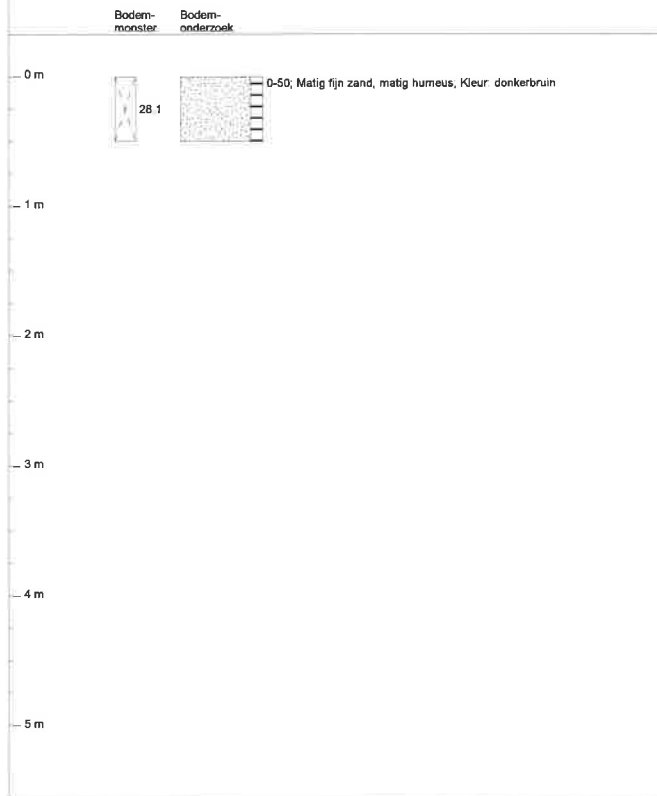 Bodem-
monster
Bodem-
onderzoek
0 m
0-50; Matig fijn zand, matig humeus; Kleur: donkerbruin
28.1
1 m
2 m
3 m
4 m
5 m